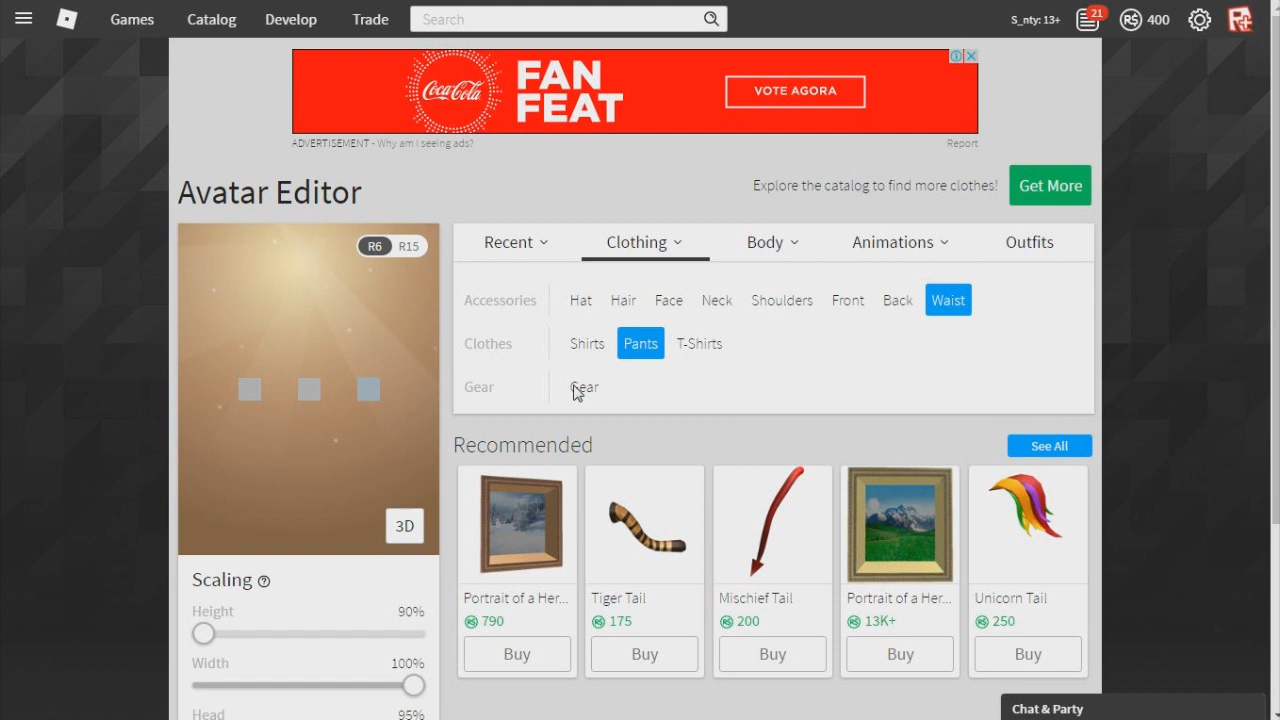 Games Catalog Develop Trade Search S_nty: 13+ 21 R$ 400
Coca-Cola FAN FEAT VOTE AGORA
ADVERTISEMENT - Why am I seeing ads? Report
Avatar Editor Explore the catalog to find more clothes! Get More
R6 R15 Recent Clothing Body Animations Outfits
Accessories Hat Hair Face Neck Shoulders Front Back Waist
Clothes Shirts Pants T-Shirts
Gear Gear
Recommended See All
3D
Scaling ?
Portrait of a Her... Tiger Tail Mischief Tail Portrait of a Her... Unicorn Tail
Height 90% R$ 790 R$ 175 R$ 200 R$ 13K+ R$ 250
Buy Buy Buy Buy Buy
Width 100%
Head 95%
Chat & Party